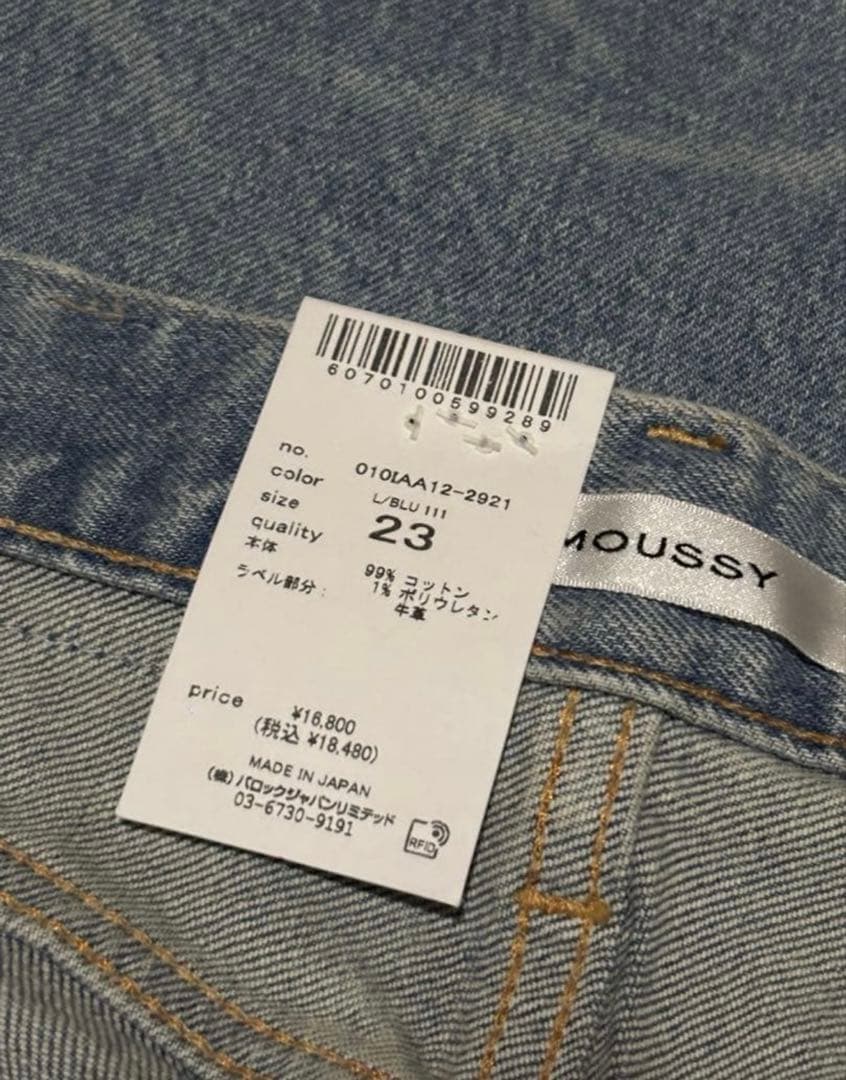 6070100599289
no. 010IAA12-2921
color L/BLU 111
size 23
quality
本体 99% コットン
1% ポリウレタン
ラベル部分: 牛革
price ¥16,800
(税込 ¥18,480)
MADE IN JAPAN
(株)バロックジャパンリミテッド
03-6730-9191
RFID
MOUSSY